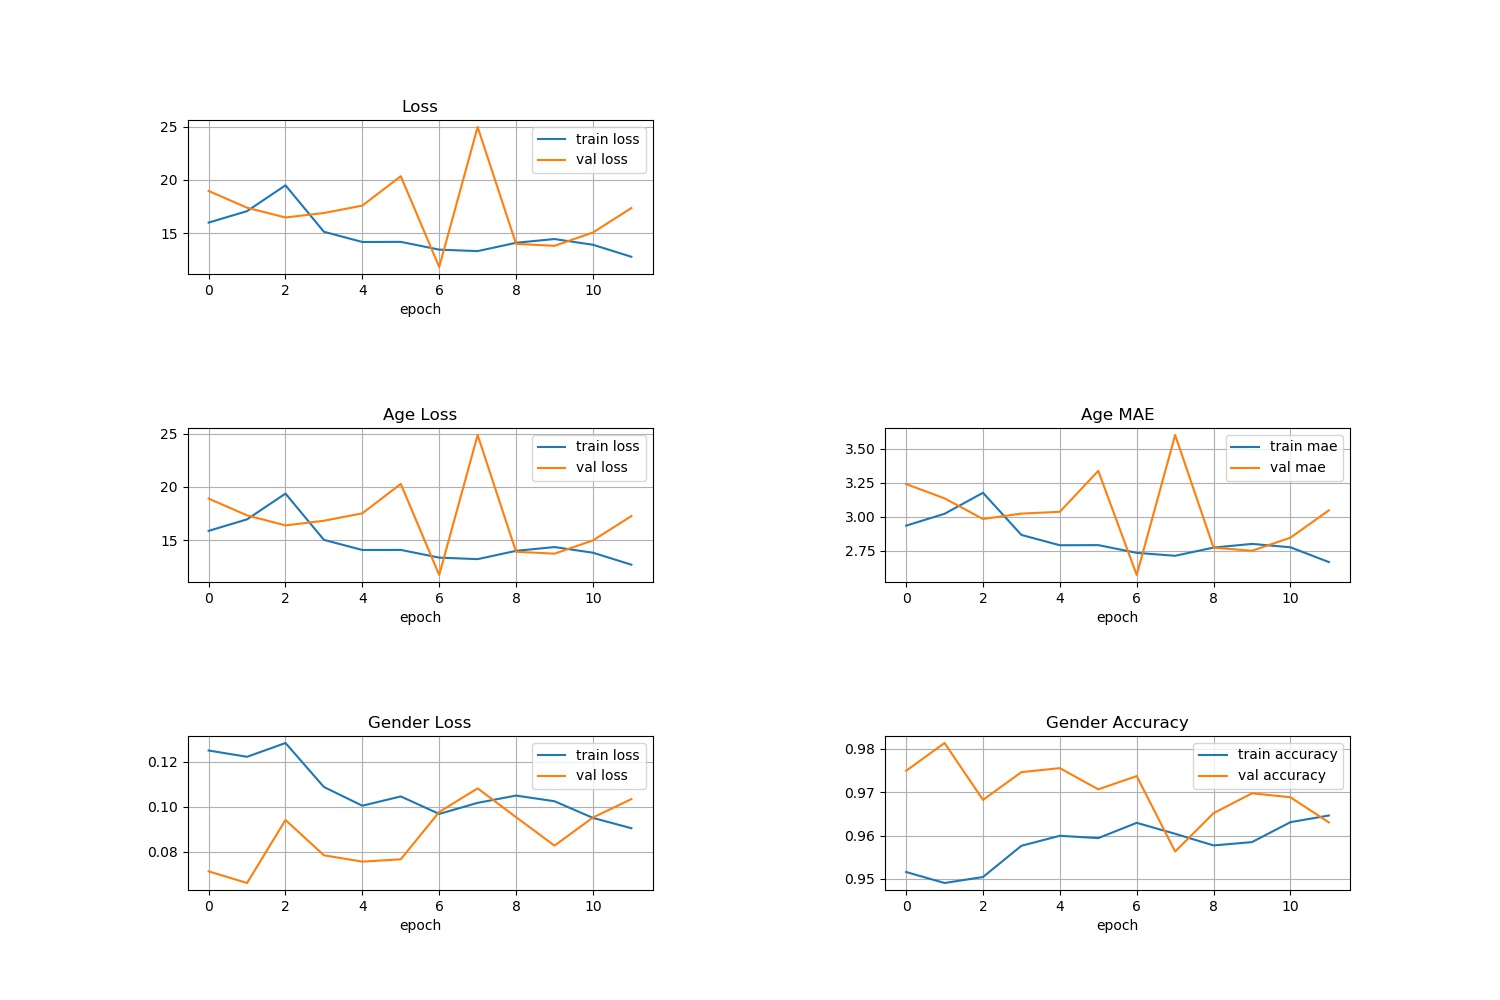 Loss
25
20
15
train loss
val loss
0 2 4 6 8 10
epoch
Age Loss
25
20
15
train loss
val loss
0 2 4 6 8 10
epoch
Age MAE
3.50
3.25
3.00
2.75
train mae
val mae
0 2 4 6 8 10
epoch
Gender Loss
0.12
0.10
0.08
train loss
val loss
0 2 4 6 8 10
epoch
Gender Accuracy
0.98
0.97
0.96
0.95
train accuracy
val accuracy
0 2 4 6 8 10
epoch